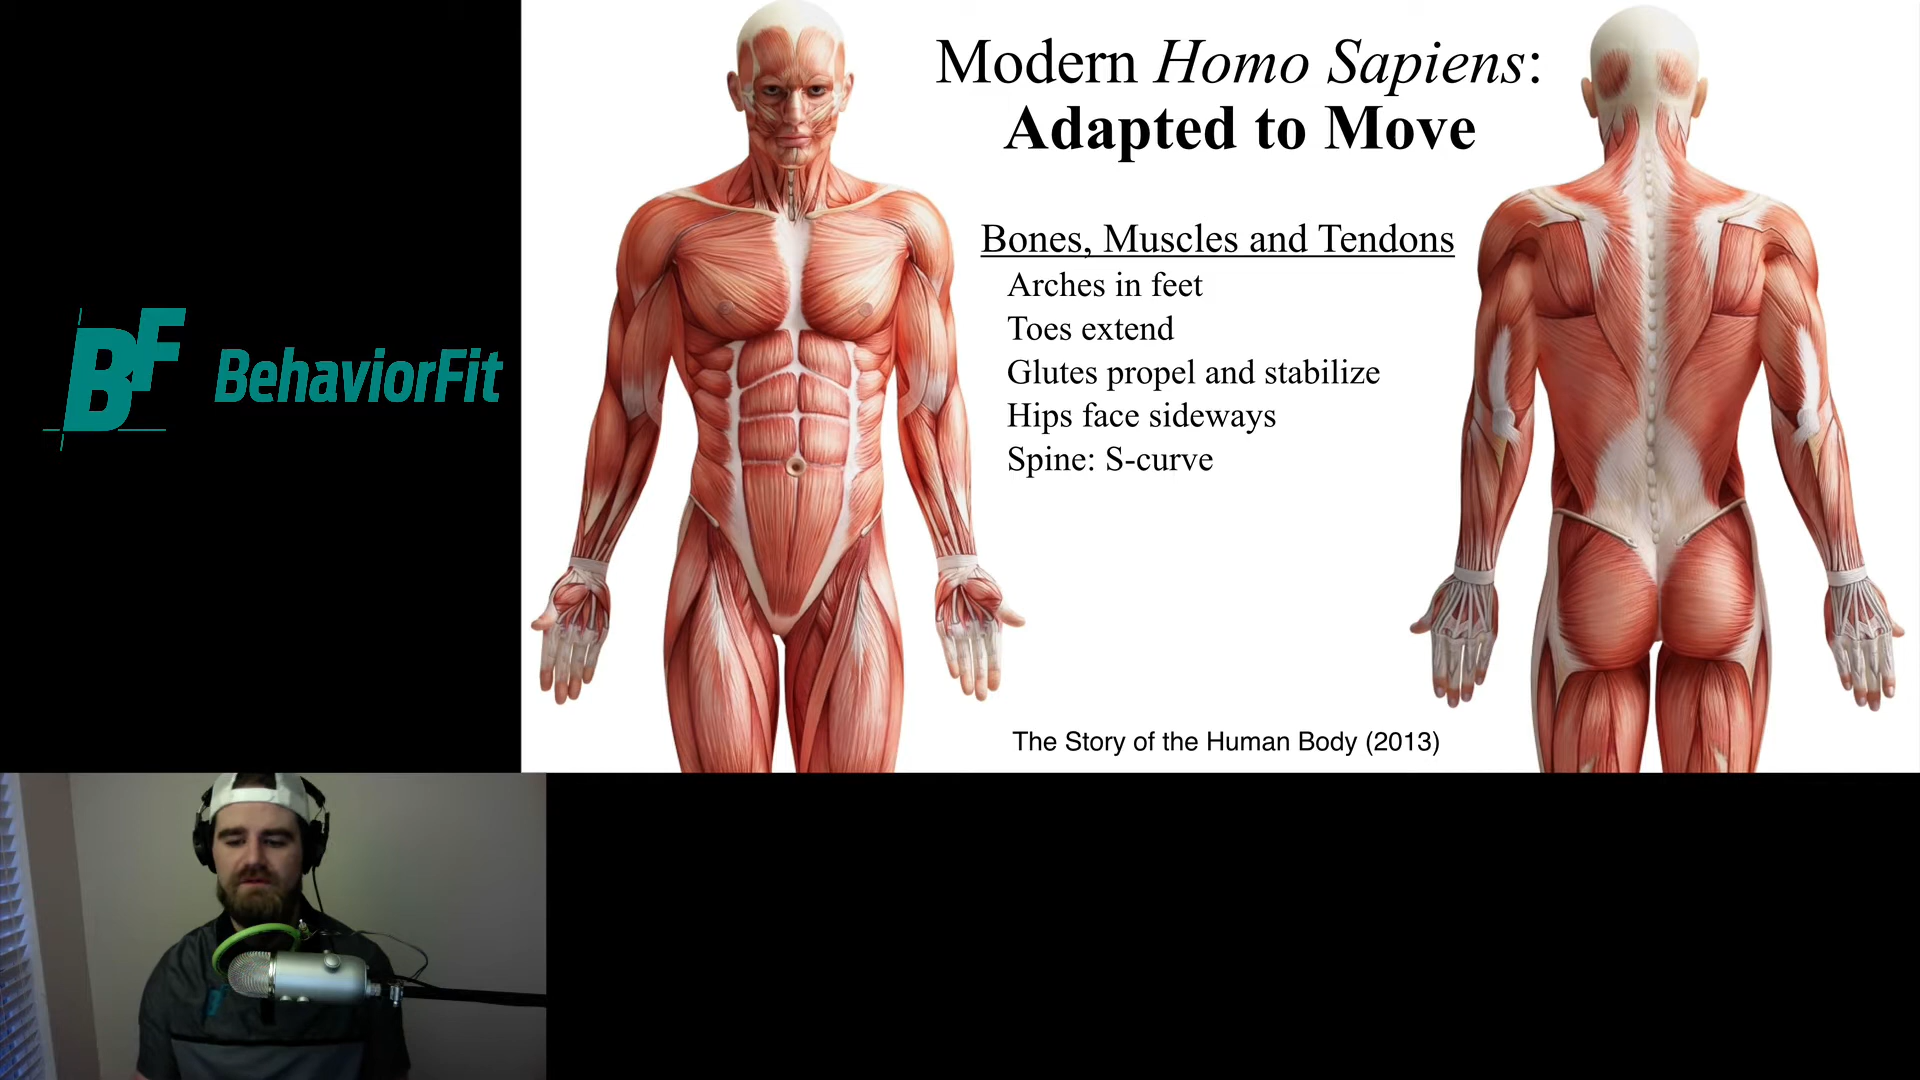 Modern Homo Sapiens:
Adapted to Move
Bones, Muscles and Tendons
Arches in feet
Toes extend
Glutes propel and stabilize
Hips face sideways
Spine: S-curve
The Story of the Human Body (2013)
BF BehaviorFit